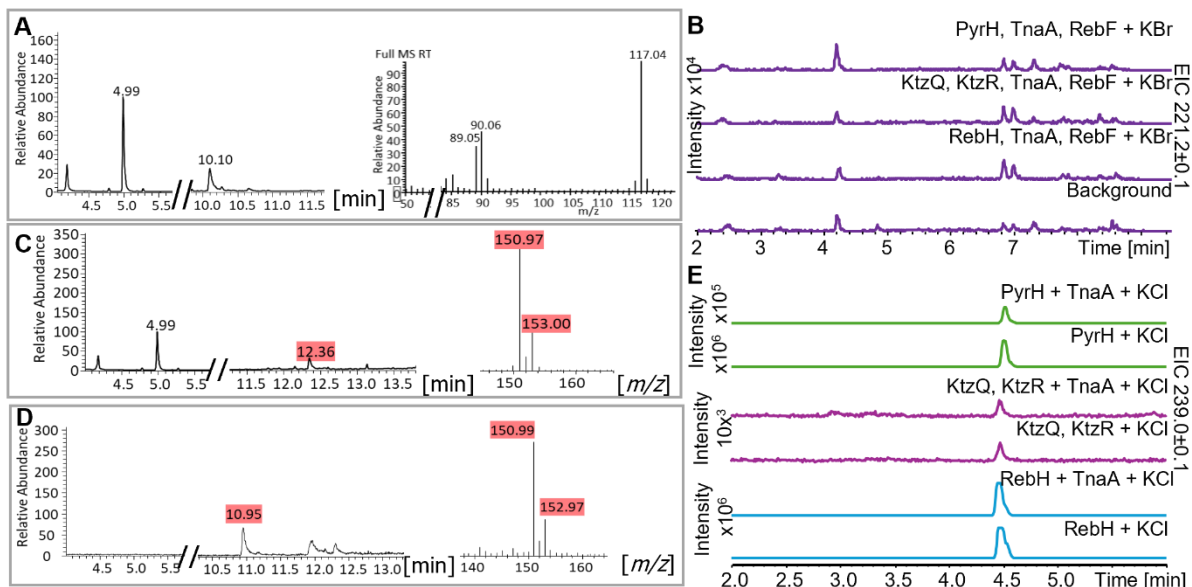 A
Relative Abundance
160
140
120
100
80
60
40
20
0
4.99
10.10
4.5 5.0 5.5 10.0 10.5 11.0 11.5 [min]
Full MS RT
Relative Abundance
90
80
70
60
50
40
30
20
10
117.04
89.05
90.06
50 85 90 95 100 105 110 115 120
m/z
B
PyrH, TnaA, RebF + KBr
KtzQ, KtzR, TnaA, RebF + KBr
RebH, TnaA, RebF + KBr
Background
Intensity x10⁴
EIC 221.2±0.1
2 3 4 5 6 7 Time [min]
C
Relative Abundance
350
300
250
200
150
100
50
0
4.99
12.36
4.5 5.0 5.5 11.5 12.0 12.5 13.0 13.5 [min]
150.97
153.00
150 160 [m/z]
D
Relative Abundance
300
250
200
150
100
50
0
10.95
4.5 5.0 5.5 10.5 11.0 11.5 12.0 12.5 13.0 [min]
150.99
152.97
140 150 160 [m/z]
E
PyrH + TnaA + KCl
PyrH + KCl
KtzQ, KtzR + TnaA + KCl
KtzQ, KtzR + KCl
RebH + TnaA + KCl
RebH + KCl
Intensity
x10⁶ x10⁵
Intensity
10x³
Intensity
x10⁶
EIC 239.0±0.1
2.0 2.5 3.0 3.5 4.0 4.5 5.0 Time [min]